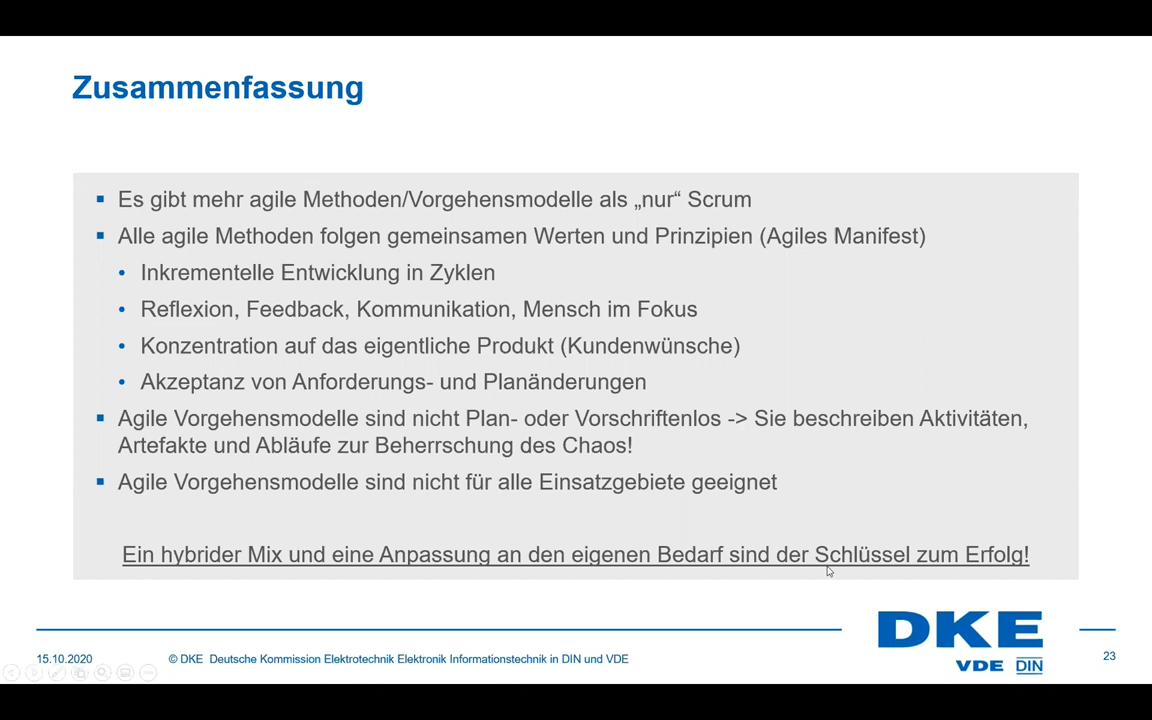 Zusammenfassung
Es gibt mehr agile Methoden/Vorgehensmodelle als „nur“ Scrum
Alle agile Methoden folgen gemeinsamen Werten und Prinzipien (Agiles Manifest)
Inkrementelle Entwicklung in Zyklen
Reflexion, Feedback, Kommunikation, Mensch im Fokus
Konzentration auf das eigentliche Produkt (Kundenwünsche)
Akzeptanz von Anforderungs- und Planänderungen
Agile Vorgehensmodelle sind nicht Plan- oder Vorschriftenlos -> Sie beschreiben Aktivitäten,
Artefakte und Abläufe zur Beherrschung des Chaos!
Agile Vorgehensmodelle sind nicht für alle Einsatzgebiete geeignet
Ein hybrider Mix und eine Anpassung an den eigenen Bedarf sind der Schlüssel zum Erfolg!
DKE
VDE DIN
15.10.2020
© DKE Deutsche Kommission Elektrotechnik Elektronik Informationstechnik in DIN und VDE
23